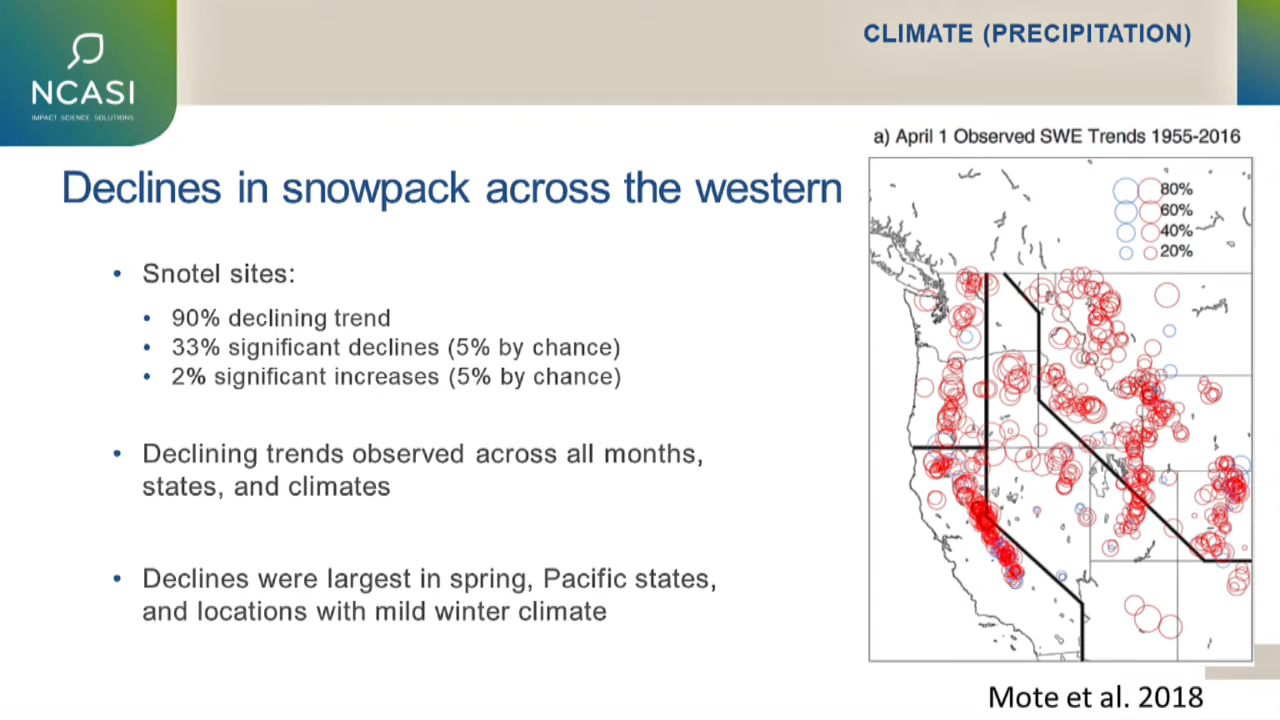 CLIMATE (PRECIPITATION)
NCASI
IMPACT SCIENCE SOLUTIONS
Declines in snowpack across the western
• Snotel sites:
• 90% declining trend
• 33% significant declines (5% by chance)
• 2% significant increases (5% by chance)
• Declining trends observed across all months,
states, and climates
• Declines were largest in spring, Pacific states,
and locations with mild winter climate
a) April 1 Observed SWE Trends 1955-2016
80%
60%
40%
20%
Mote et al. 2018